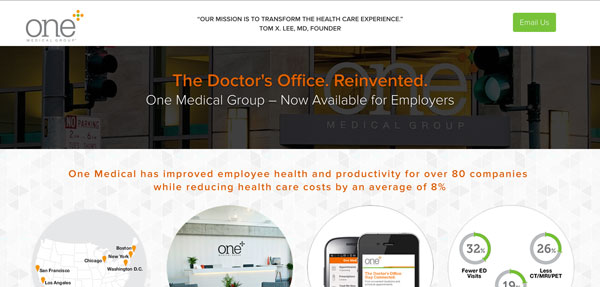 one
MEDICAL GROUP
"OUR MISSION IS TO TRANSFORM THE HEALTH CARE EXPERIENCE."
TOM X. LEE, MD, FOUNDER
Email Us
The Doctor's Office. Reinvented.
One Medical Group – Now Available for Employers
one
MEDICAL GROUP
NO
PARKING
One Medical has improved employee health and productivity for over 80 companies
while reducing health care costs by an average of 8%
Boston
New York
Chicago
Washington D.C.
San Francisco
Los Angeles
one
one
The Doctor's Office
32%
Fewer ED
Visits
26%
Less
CT/MRI/PET
19%